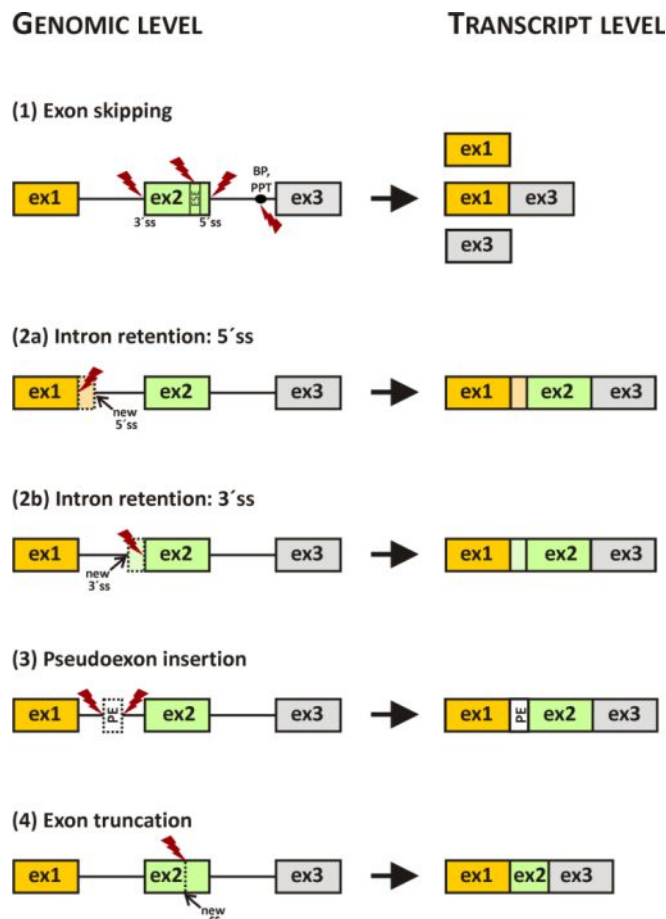 GENOMIC LEVEL TRANSCRIPT LEVEL
(1) Exon skipping
ex1
BP,
PPT
ex1 ex2 ESE ex3 ex1 ex3
3´ss 5´ss
ex3
(2a) Intron retention: 5´ss
ex1 ex2 ex3 ex1 ex2 ex3
new
5´ss
(2b) Intron retention: 3´ss
ex1 ex2 ex3 ex1 ex2 ex3
new
3´ss
(3) Pseudoexon insertion
ex1 PE ex2 ex3 ex1 PE ex2 ex3
(4) Exon truncation
ex1 ex2 ex3 ex1 ex2 ex3
new